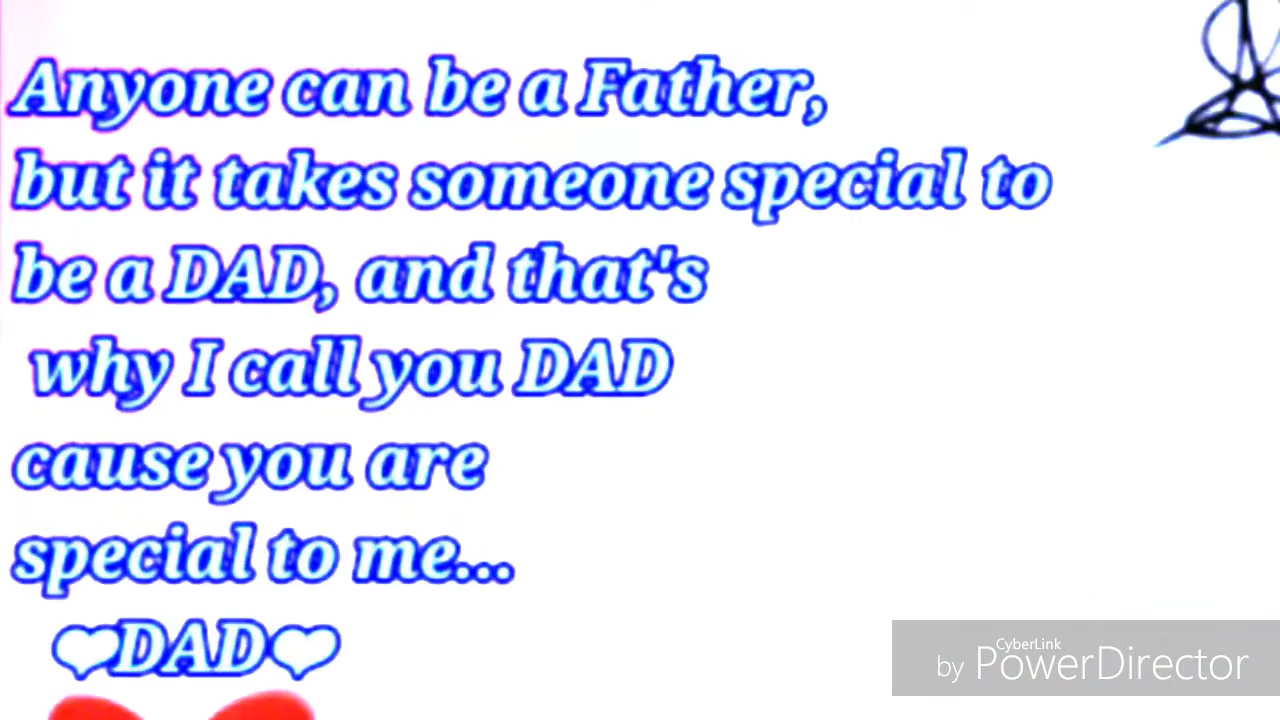 Anyone can be a Father,
but it takes someone special to
be a DAD, and that's
why I call you DAD
cause you are
special to me...
❤DAD❤
CyberLink
by PowerDirector